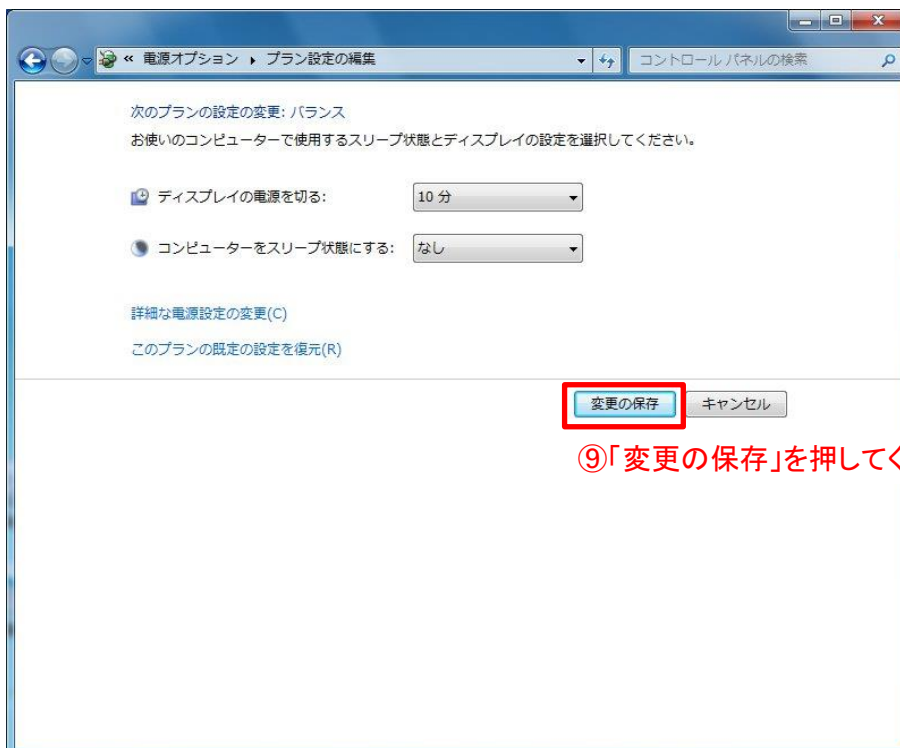 « 電源オプション ▸ プラン設定の編集
コントロール パネルの検索
次のプランの設定の変更: バランス
お使いのコンピューターで使用するスリープ状態とディスプレイの設定を選択してください。
ディスプレイの電源を切る: 10 分
コンピューターをスリープ状態にする: なし
詳細な電源設定の変更(C)
このプランの既定の設定を復元(R)
変更の保存 キャンセル
⑨「変更の保存」を押してく